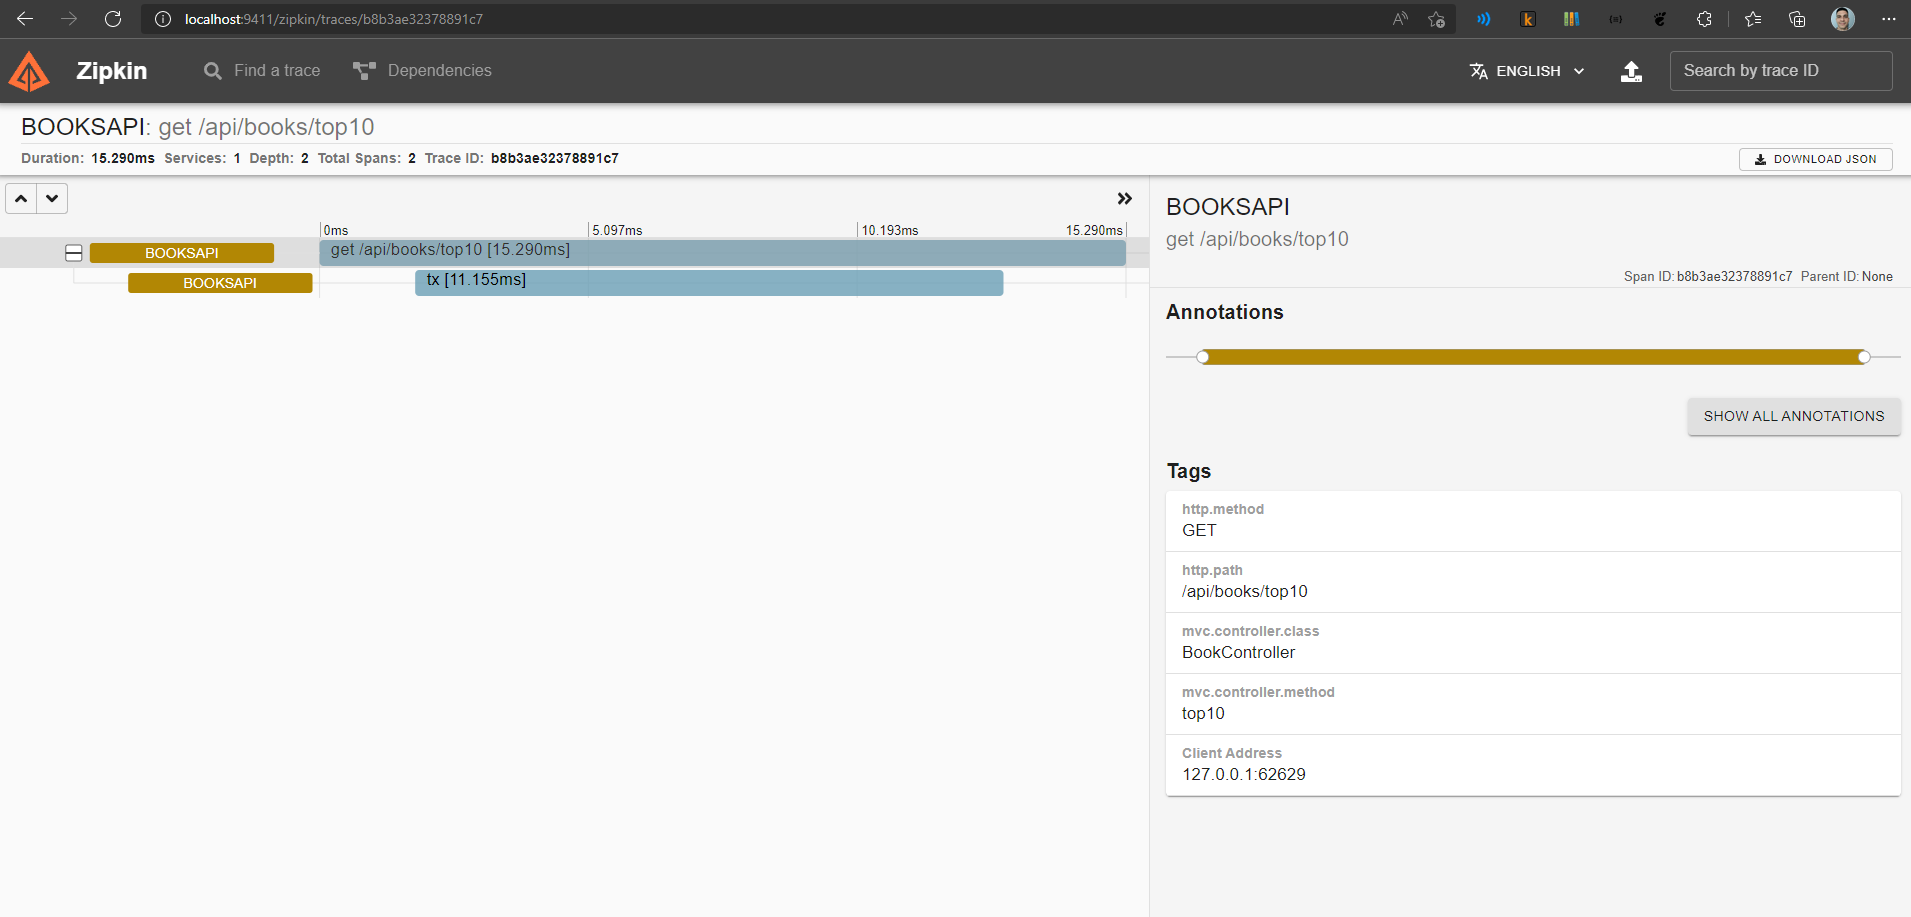 localhost:9411/zipkin/traces/b8b3ae32378891c7
Zipkin
Find a trace
Dependencies
ENGLISH
Search by trace ID
BOOKSAPI: get /api/books/top10
Duration: 15.290ms Services: 1 Depth: 2 Total Spans: 2 Trace ID: b8b3ae32378891c7
DOWNLOAD JSON
0ms 5.097ms 10.193ms 15.290ms
BOOKSAPI get /api/books/top10 [15.290ms]
BOOKSAPI tx [11.155ms]
BOOKSAPI
get /api/books/top10
Span ID: b8b3ae32378891c7 Parent ID: None
Annotations
SHOW ALL ANNOTATIONS
Tags
http.method
GET
http.path
/api/books/top10
mvc.controller.class
BookController
mvc.controller.method
top10
Client Address
127.0.0.1:62629